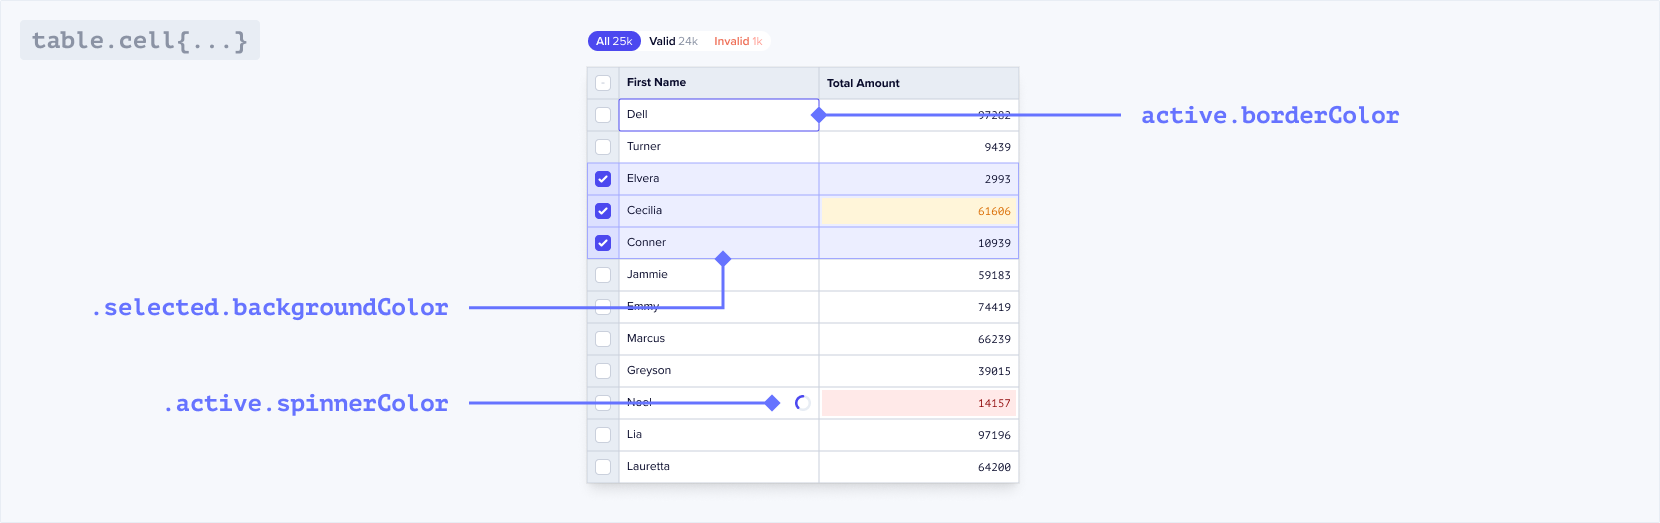 table.cell{...}
All 25k Valid 24k Invalid 1k
First Name Total Amount
Dell 97282
active.borderColor
Turner 9439
Elvera 2993
Cecilia 61606
Conner 10939
Jammie 59183
.selected.backgroundColor
Emmy 74419
Marcus 66239
Greyson 39015
.active.spinnerColor
Noel 14157
Lia 97196
Lauretta 64200